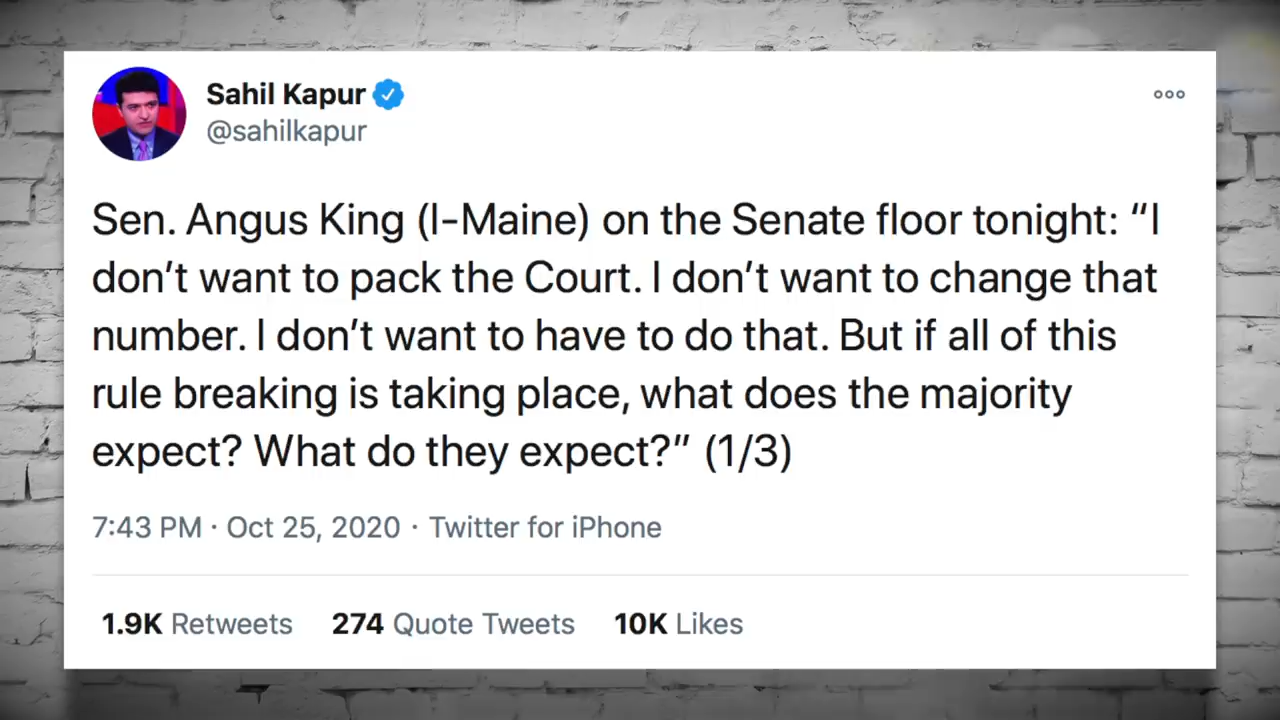 Sahil Kapur
@sahilkapur
Sen. Angus King (I-Maine) on the Senate floor tonight: “I
don’t want to pack the Court. I don’t want to change that
number. I don’t want to have to do that. But if all of this
rule breaking is taking place, what does the majority
expect? What do they expect?” (1/3)
7:43 PM · Oct 25, 2020 · Twitter for iPhone
1.9K Retweets 274 Quote Tweets 10K Likes